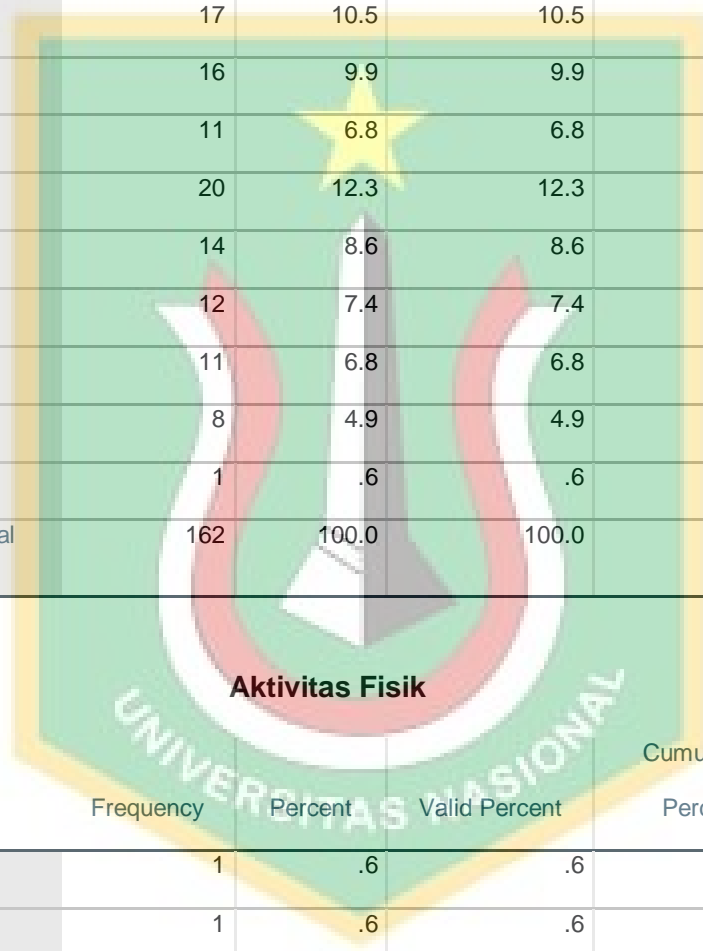 17 10.5 10.5
16 9.9 9.9
11 6.8 6.8
20 12.3 12.3
14 8.6 8.6
12 7.4 7.4
11 6.8 6.8
8 4.9 4.9
1 .6 .6
al 162 100.0 100.0
Aktivitas Fisik
UNIVERSITAS NASIONAL
Cumu
Frequency Percent Valid Percent Perc
1 .6 .6
1 .6 .6